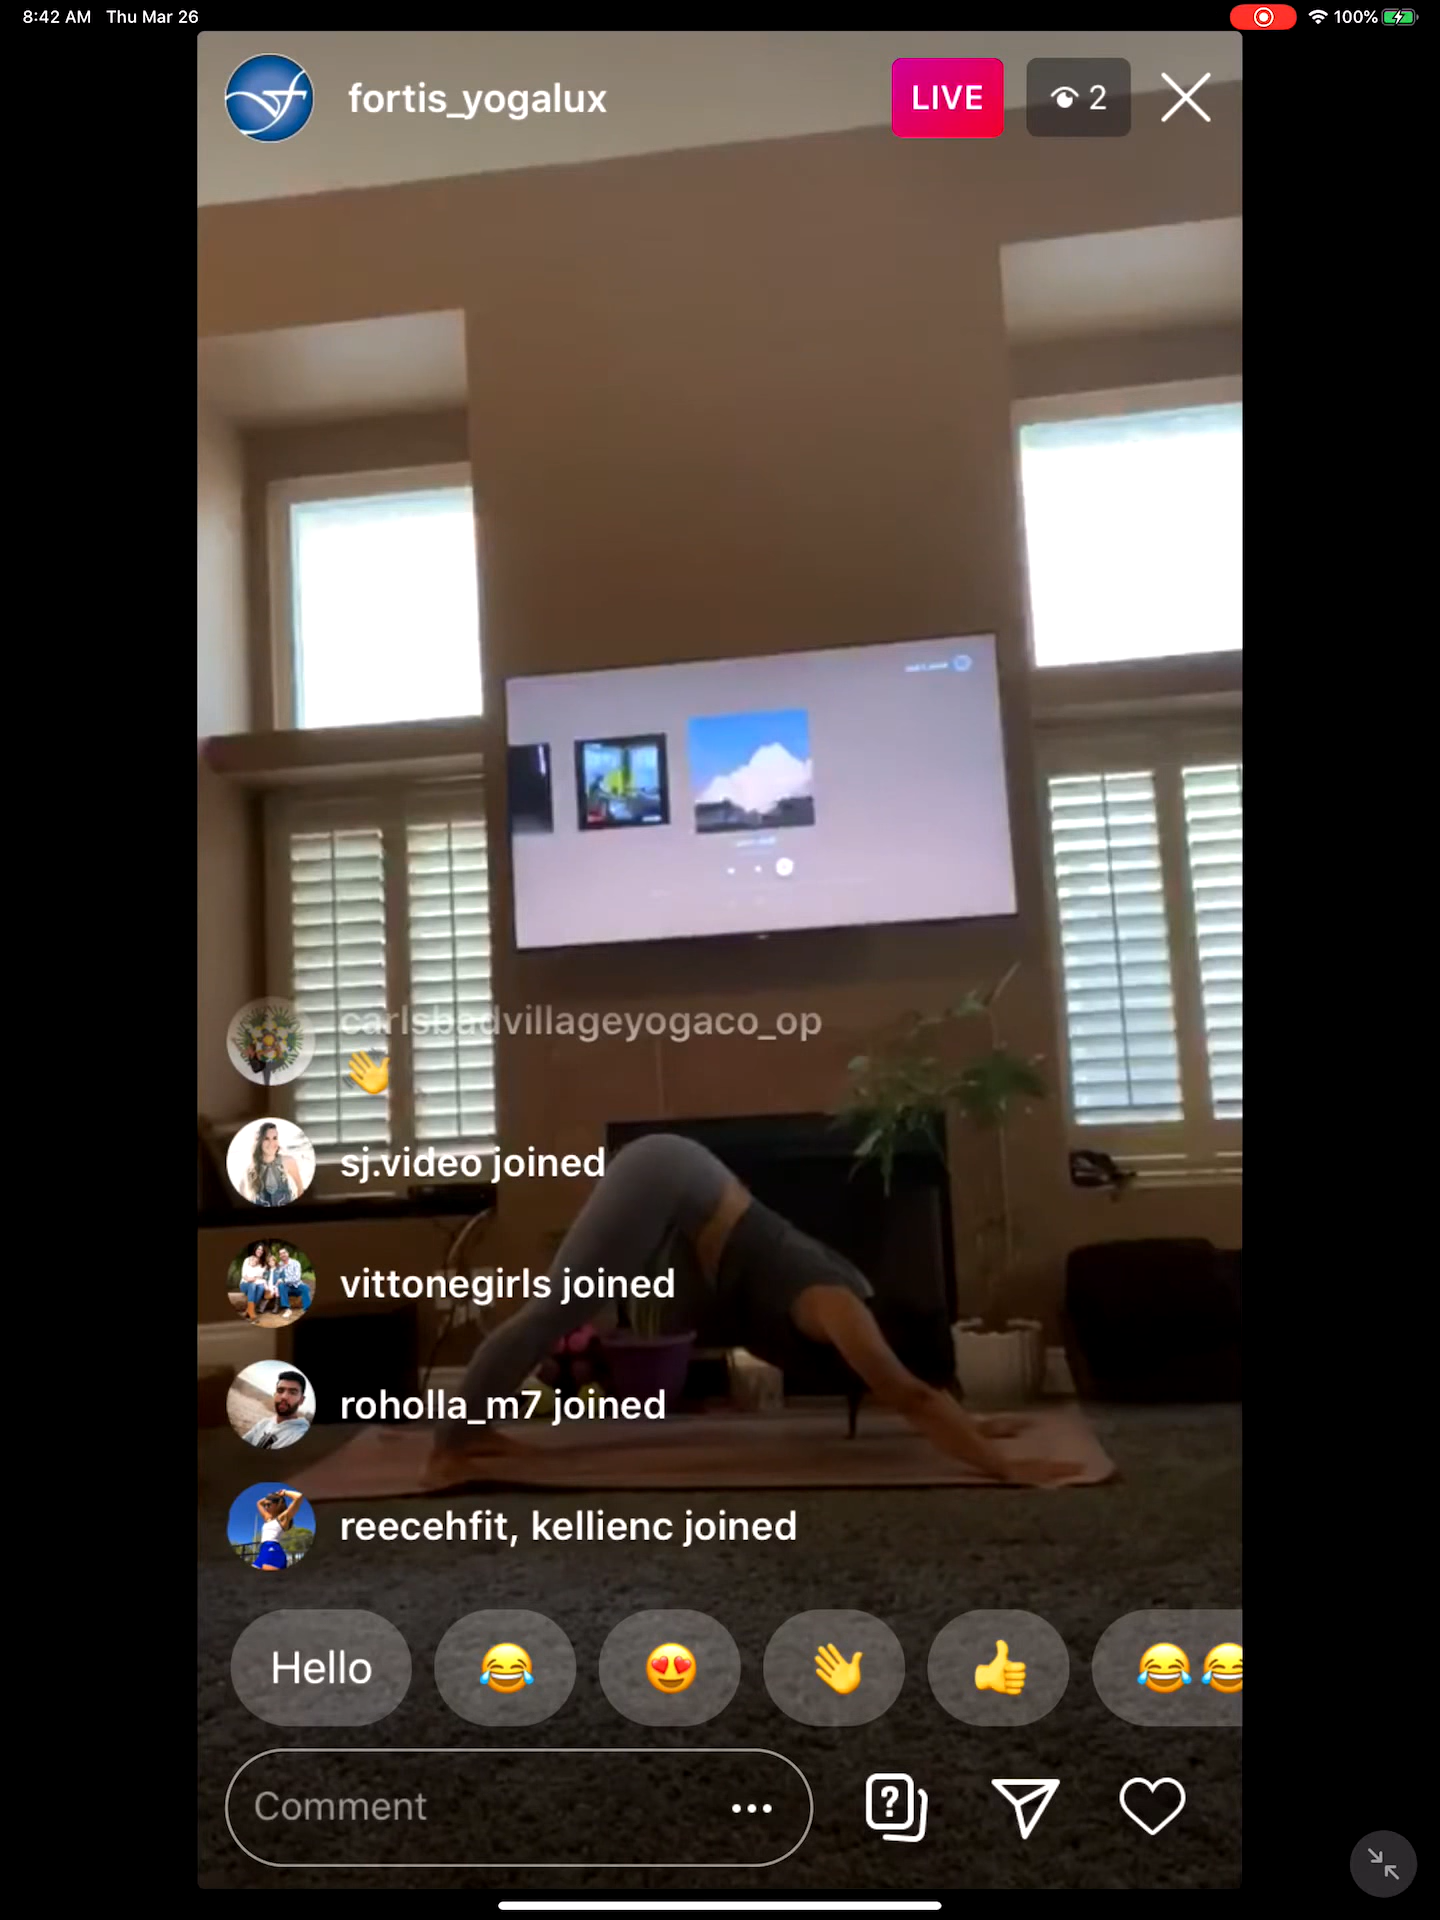 8:42 AM Thu Mar 26
100%
fortis_yogalux
LIVE
2
carlsbadvillageyogaco_op
👋
sj.video joined
vittonegirls joined
roholla_m7 joined
reecehfit, kellienc joined
Hello 😂 😍 👋 👍 😂😂
Comment